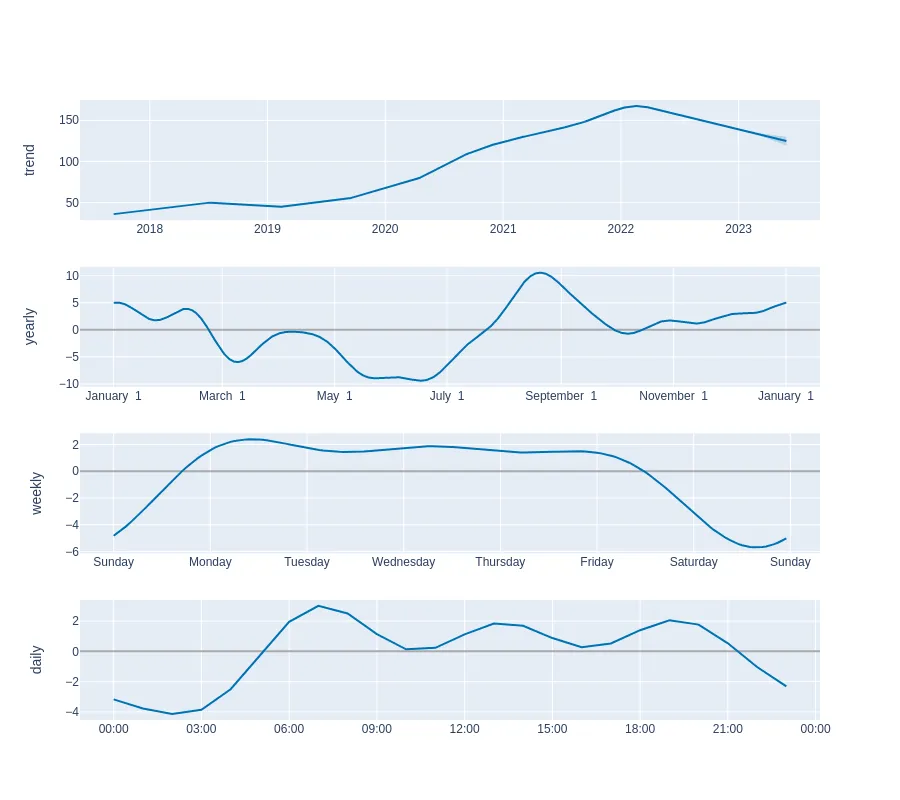 trend
150
100
50
2018 2019 2020 2021 2022 2023
yearly
10
5
0
−5
−10
January 1 March 1 May 1 July 1 September 1 November 1 January 1
weekly
2
0
−2
−4
−6
Sunday Monday Tuesday Wednesday Thursday Friday Saturday Sunday
daily
2
0
−2
−4
00:00 03:00 06:00 09:00 12:00 15:00 18:00 21:00 00:00